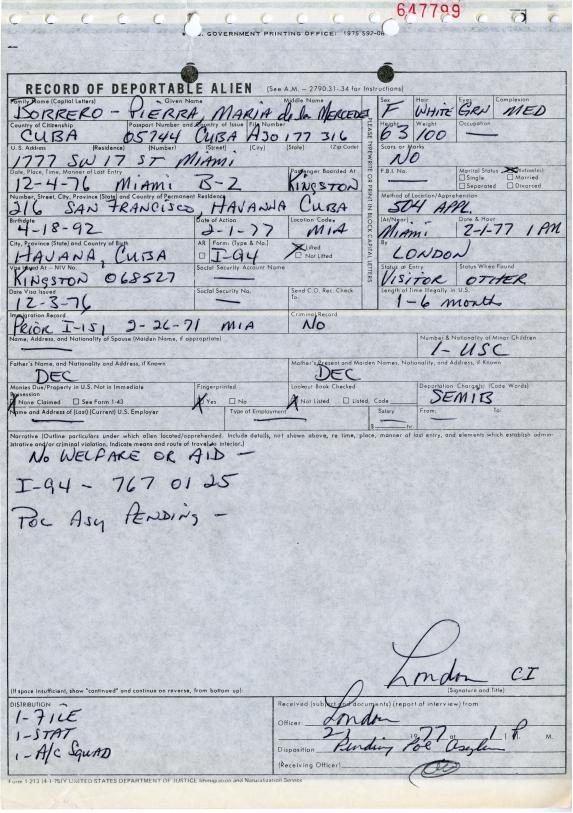 647799
U.S. GOVERNMENT PRINTING OFFICE: 1975 592-08
RECORD OF DEPORTABLE ALIEN (See A.M. - 2790.31-.34 for Instructions)
Family Name (Capital Letters) Given Name Middle Name Sex Hair Eyes Complexion
BORRERO - PIERRA, MARIA de la MERCEDES F WHITE GRN MED
Country of Citizenship Passport Number and Country of Issue File Number Height Weight Occupation
CUBA 05744 CUBA A20 177 316 63 100 —
U.S. Address (Residence) (Number) (Street) (City) (State) (Zip Code) Scars or Marks
1777 SW 17 ST MIAMI NO
Date, Place, Time, Manner of Last Entry Passenger Boarded At F.B.I. No. Marital Status Widow(er)
☐ Single ☐ Married
12-4-76 MIAMI B-2 KINGSTON — ☐ Separated ☐ Divorced
Number, Street, City, Province (State) and Country of Permanent Residence Method of Location/Apprehension
216 SAN FRANCISCO, HAVANNA CUBA 504 APPL.
Birthdate Date of Action Location Code (At/Near) Date & Hour
4-18-92 2-1-77 MIA MIAMI 2-1-77 1 PM
City, Province (State) and Country of Birth AR Form: (Type & No.) Lifted By
HAVANA, CUBA ☐ I-94 ☐ Not Lifted LONDON
Visa Issued At - NIV No. Social Security Account Name Status at Entry Status When Found
KINGSTON 068527 — VISITOR OTHER
Date Visa Issued Social Security No. Send C.O. Rec. Check To Length of Time Illegally in U.S.
12-3-76 — 1-6 months
PLEASE TYPEWRITE OR PRINT IN BLOCK CAPITAL LETTERS
Immigration Record Criminal Record
PRIOR I-151 2-26-71 MIA NO
Name, Address, and Nationality of Spouse (Maiden Name, if appropriate) Number & Nationality of Minor Children
— 1-USC
Father's Name, and Nationality and Address, if Known Mother's Present and Maiden Names, Nationality, and Address, if Known
DEC DEC
Monies Due/Property in U.S. Not in Immediate Possession Fingerprinted Lookout Book Checked Deportation Charge(s) (Code Words)
X None Claimed ☐ See Form 1-43 X Yes ☐ No X Not Listed ☐ Listed, Code SEMIB
Name and Address of (Last) (Current) U.S. Employer Type of Employment Salary From: To:
— — $ — hr. —
Narrative (Outline particulars under which alien located/apprehended. Include details, not shown above, re time, place, manner of last entry, and elements which establish admin-
istrative and/or criminal violation. Indicate means and route of travel to interior.)
NO WELFARE OR AID -
I-94 - 767 01 25
POL ASY PENDING -
London CI
(If space insufficient, show "continued" and continue on reverse, from bottom up): (Signature and Title)
DISTRIBUTION
1-FILE
1-STAT
1-A/C SQUAD
Received (subject and documents) (report of interview) from
Officer: London
1977 at 1 P. M.
Disposition Pending Pol Asylum
(Receiving Officer)
Form I-213 (4-1-75)Y UNITED STATES DEPARTMENT OF JUSTICE Immigration and Naturalization Service